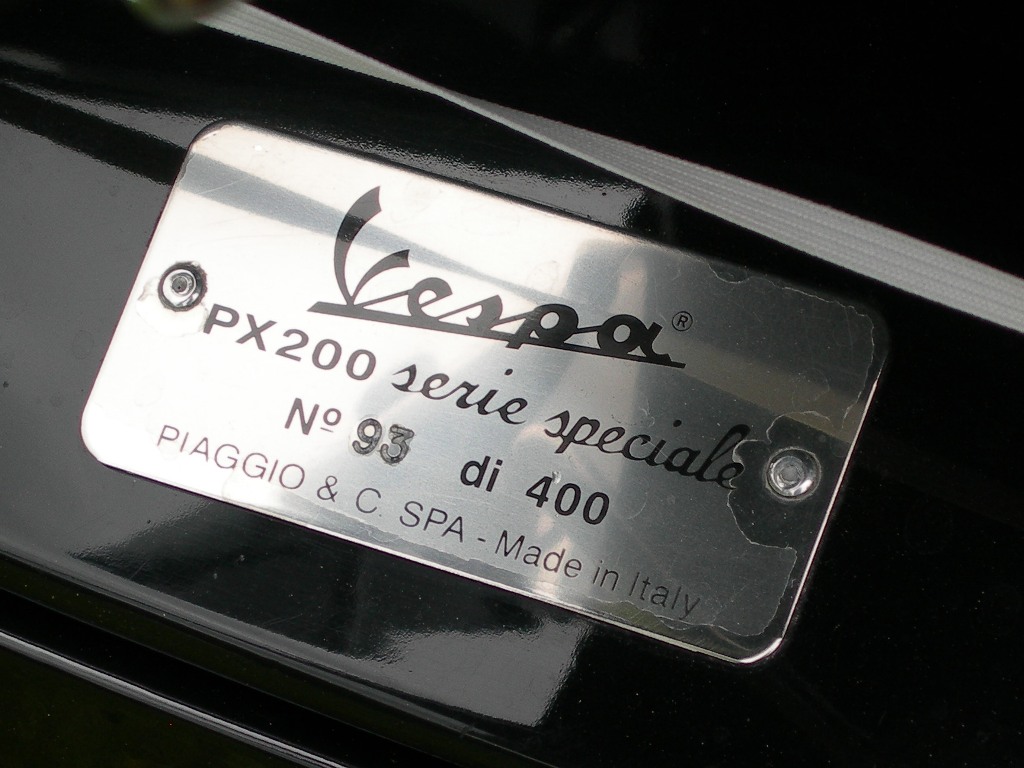 Vespa®
PX200 serie speciale
Nº 93 di 400
PIAGGIO & C. SPA - Made in Italy